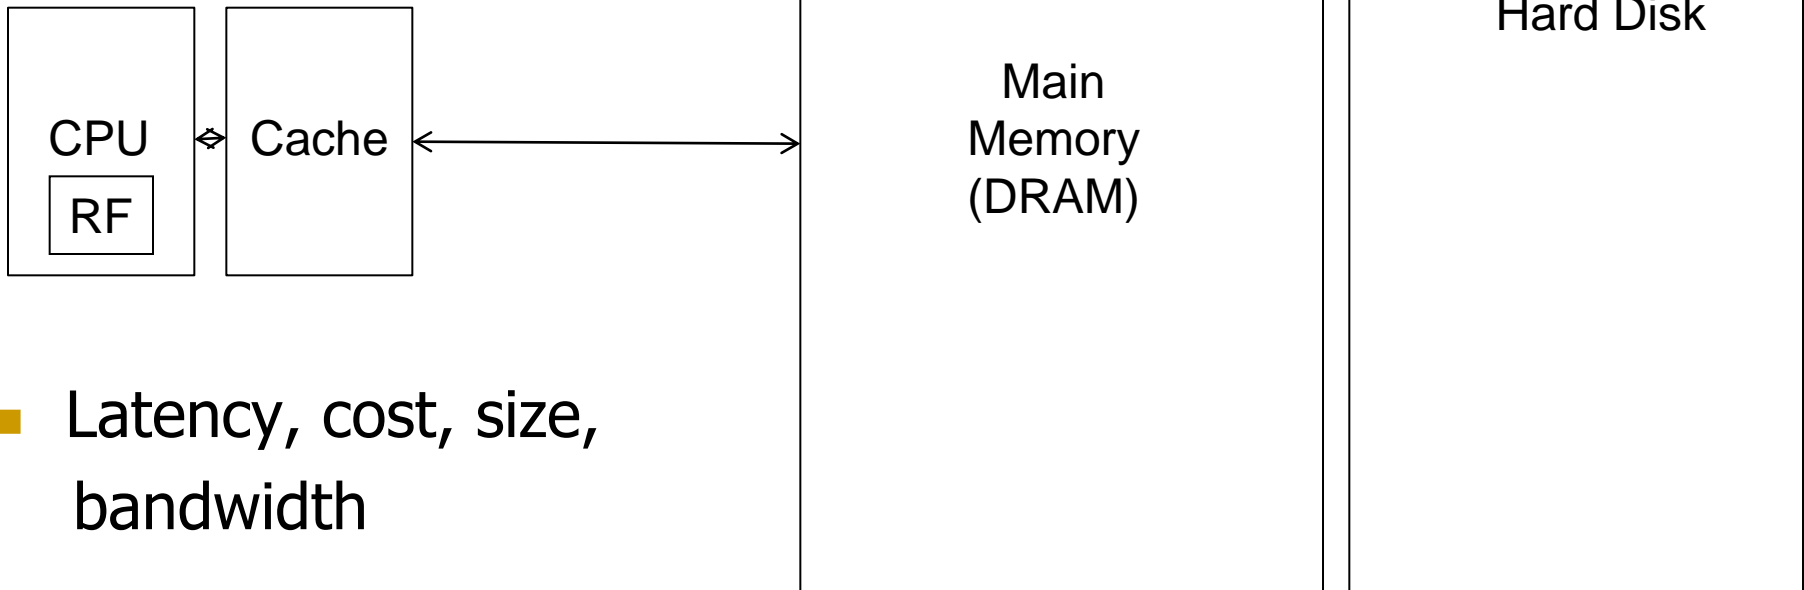 Hard Disk
Main
Memory
(DRAM)
CPU
Cache
RF
Latency, cost, size,
bandwidth